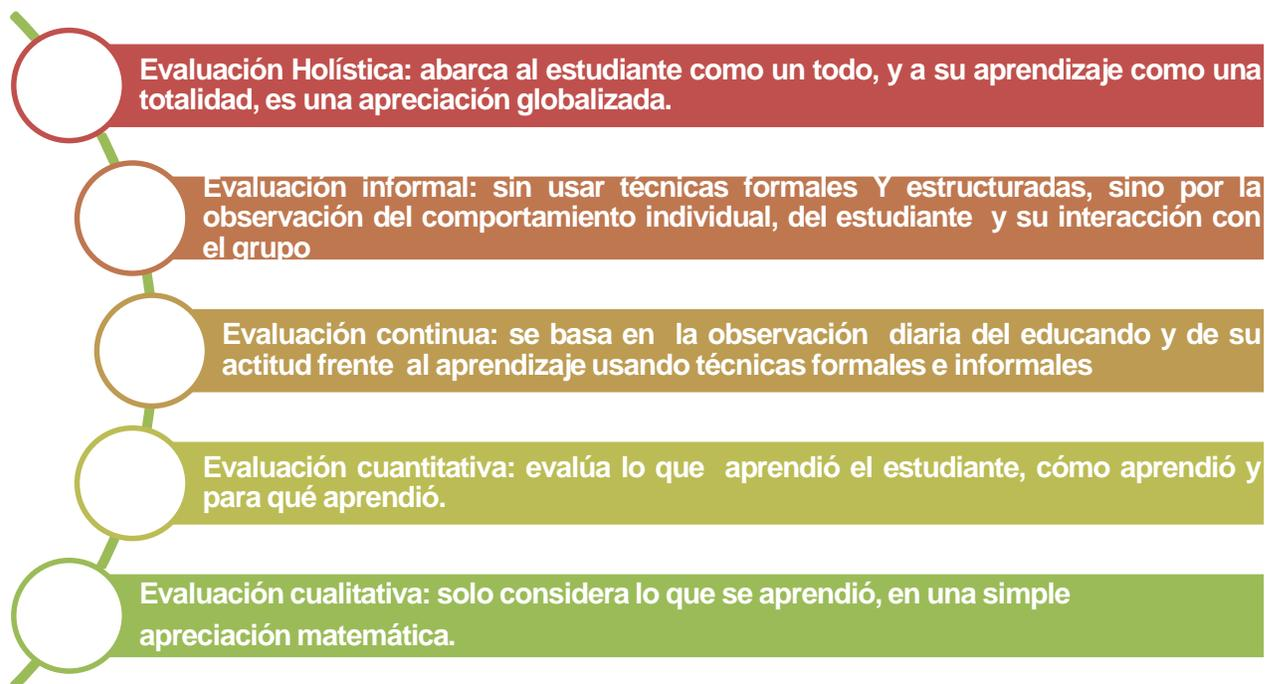 Evaluación Holística: abarca al estudiante como un todo, y a su aprendizaje como una
totalidad, es una apreciación globalizada.
Evaluación informal: sin usar técnicas formales Y estructuradas, sino por la
observación del comportamiento individual, del estudiante y su interacción con
el grupo
Evaluación continua: se basa en la observación diaria del educando y de su
actitud frente al aprendizaje usando técnicas formales e informales
Evaluación cuantitativa: evalúa lo que aprendió el estudiante, cómo aprendió y
para qué aprendió.
Evaluación cualitativa: solo considera lo que se aprendió, en una simple
apreciación matemática.